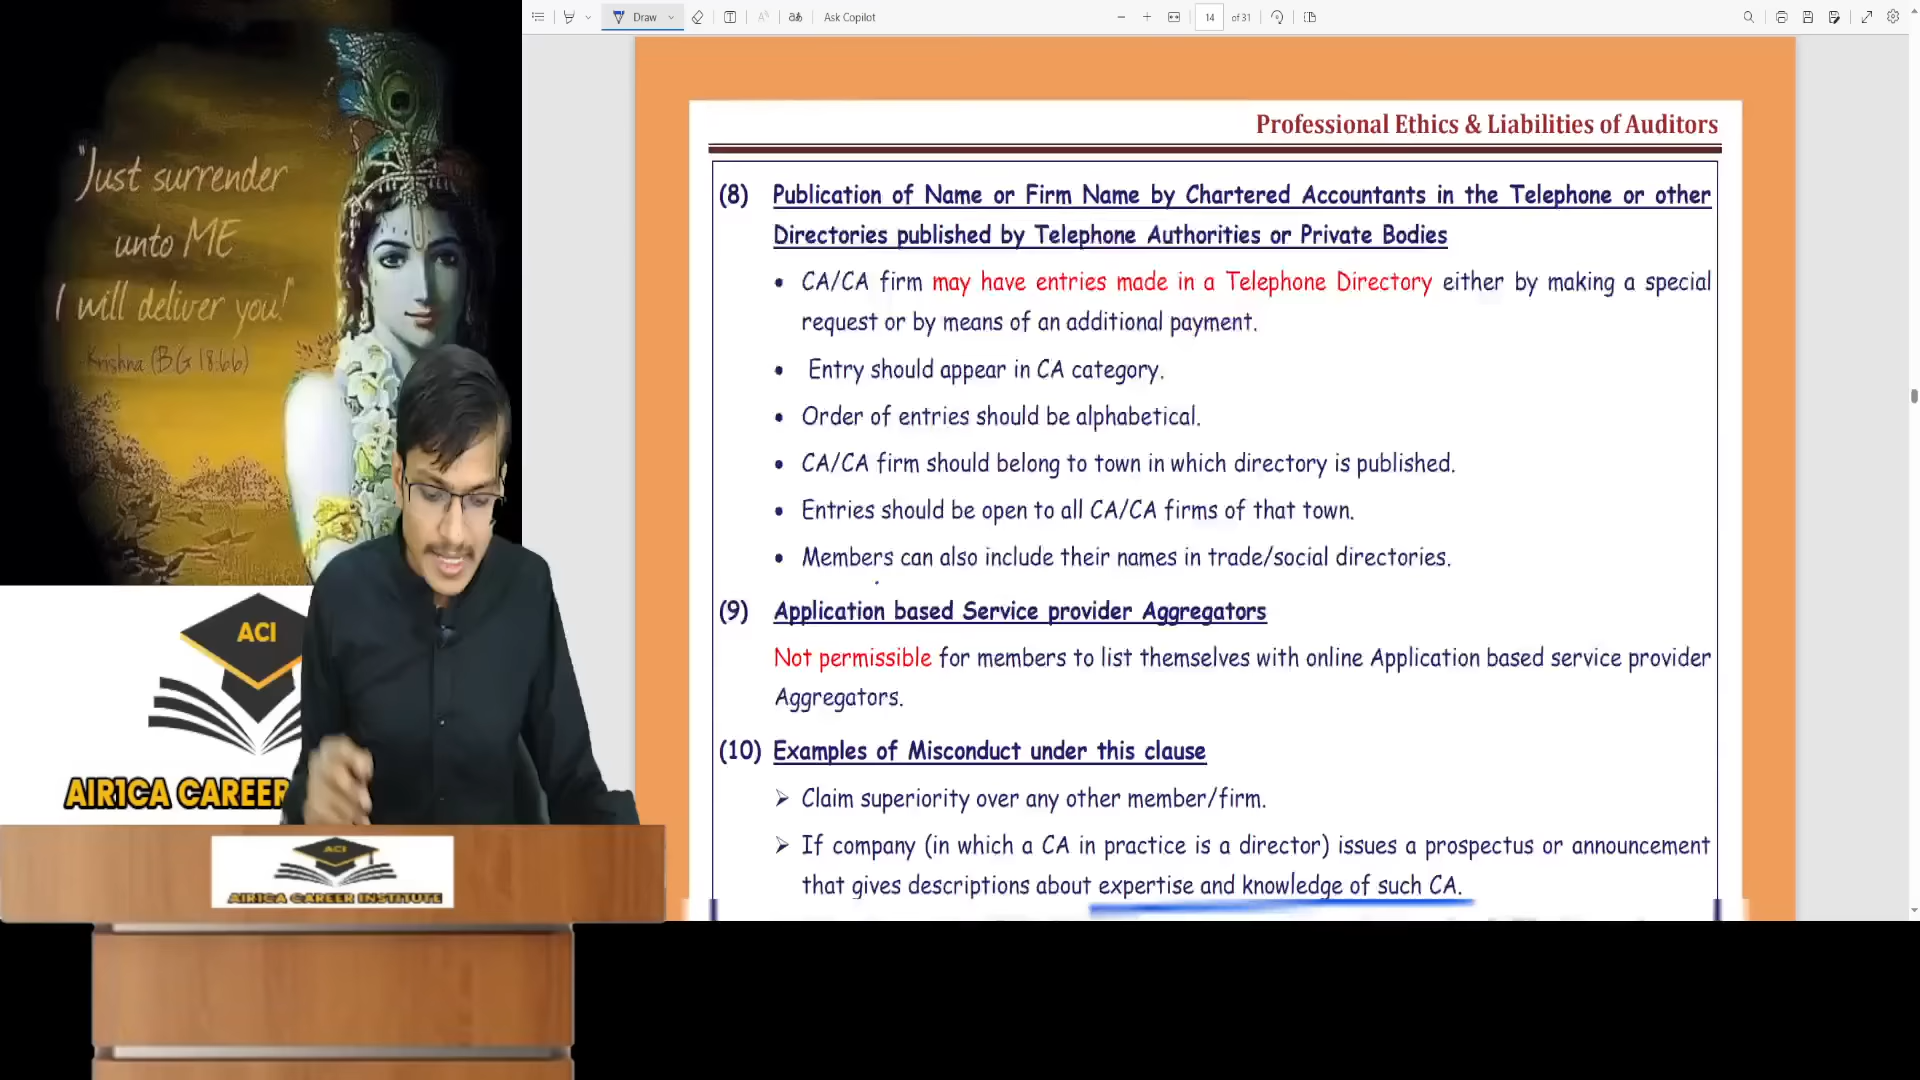 Draw
Ask Copilot
14
of 31
"Just surrender
unto ME
I will deliver you!"
- Krishna (B.G 18.66)
ACI
AIR1CA CAREER
ACI
AIR1CA CAREER INSTITUTE
Professional Ethics & Liabilities of Auditors
(8) Publication of Name or Firm Name by Chartered Accountants in the Telephone or other
Directories published by Telephone Authorities or Private Bodies
• CA/CA firm may have entries made in a Telephone Directory either by making a special
request or by means of an additional payment.
• Entry should appear in CA category.
• Order of entries should be alphabetical.
• CA/CA firm should belong to town in which directory is published.
• Entries should be open to all CA/CA firms of that town.
• Members can also include their names in trade/social directories.
(9) Application based Service provider Aggregators
Not permissible for members to list themselves with online Application based service provider
Aggregators.
(10) Examples of Misconduct under this clause
➢ Claim superiority over any other member/firm.
➢ If company (in which a CA in practice is a director) issues a prospectus or announcement
that gives descriptions about expertise and knowledge of such CA.